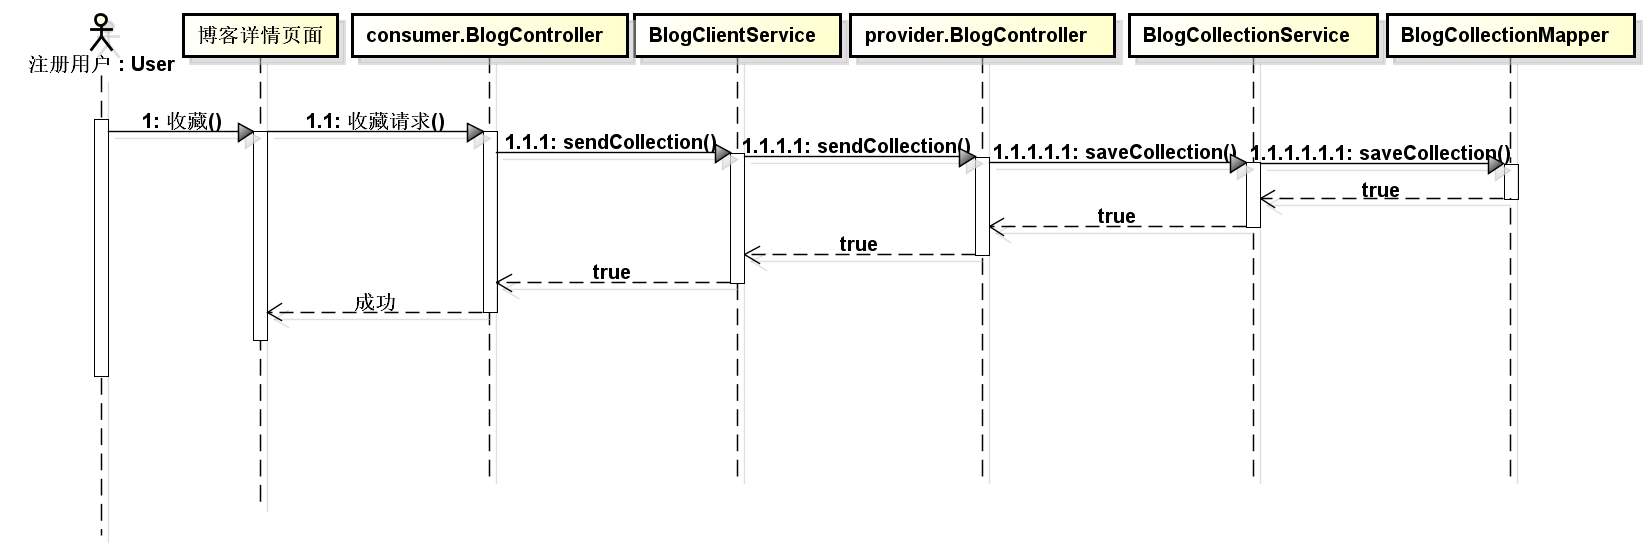 注册用户 : User
博客详情页面
consumer.BlogController
BlogClientService
provider.BlogController
BlogCollectionService
BlogCollectionMapper
1: 收藏()
1.1: 收藏请求()
1.1.1: sendCollection()
1.1.1.1: sendCollection()
1.1.1.1.1: saveCollection()
1.1.1.1.1.1: saveCollection()
true
true
true
true
成功